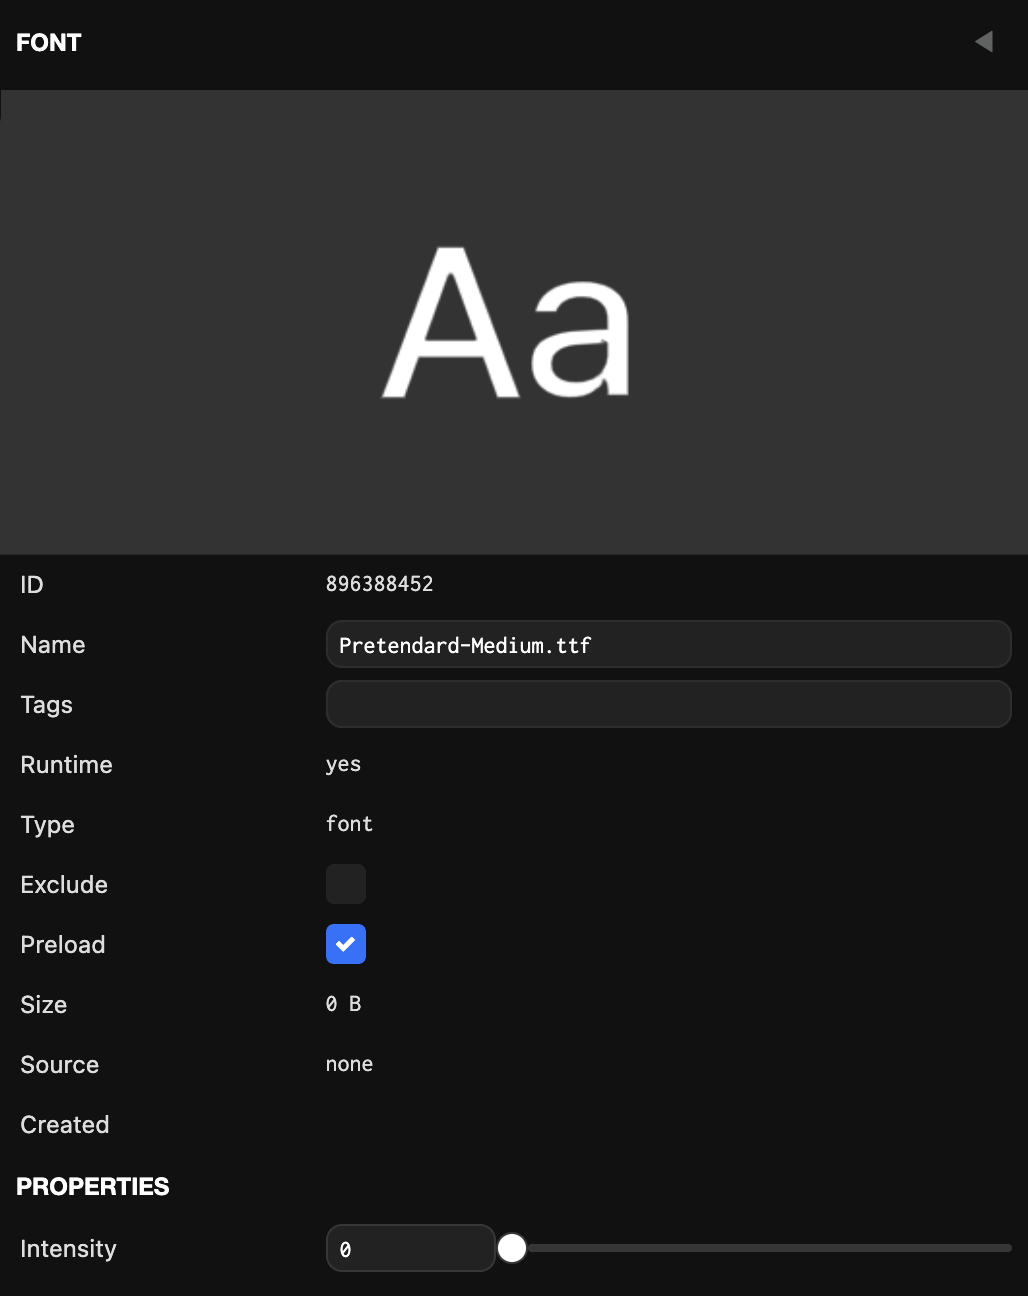 FONT
Aa
ID 896388452
Name Pretendard-Medium.ttf
Tags
Runtime yes
Type font
Exclude
Preload
Size 0 B
Source none
Created
PROPERTIES
Intensity 0